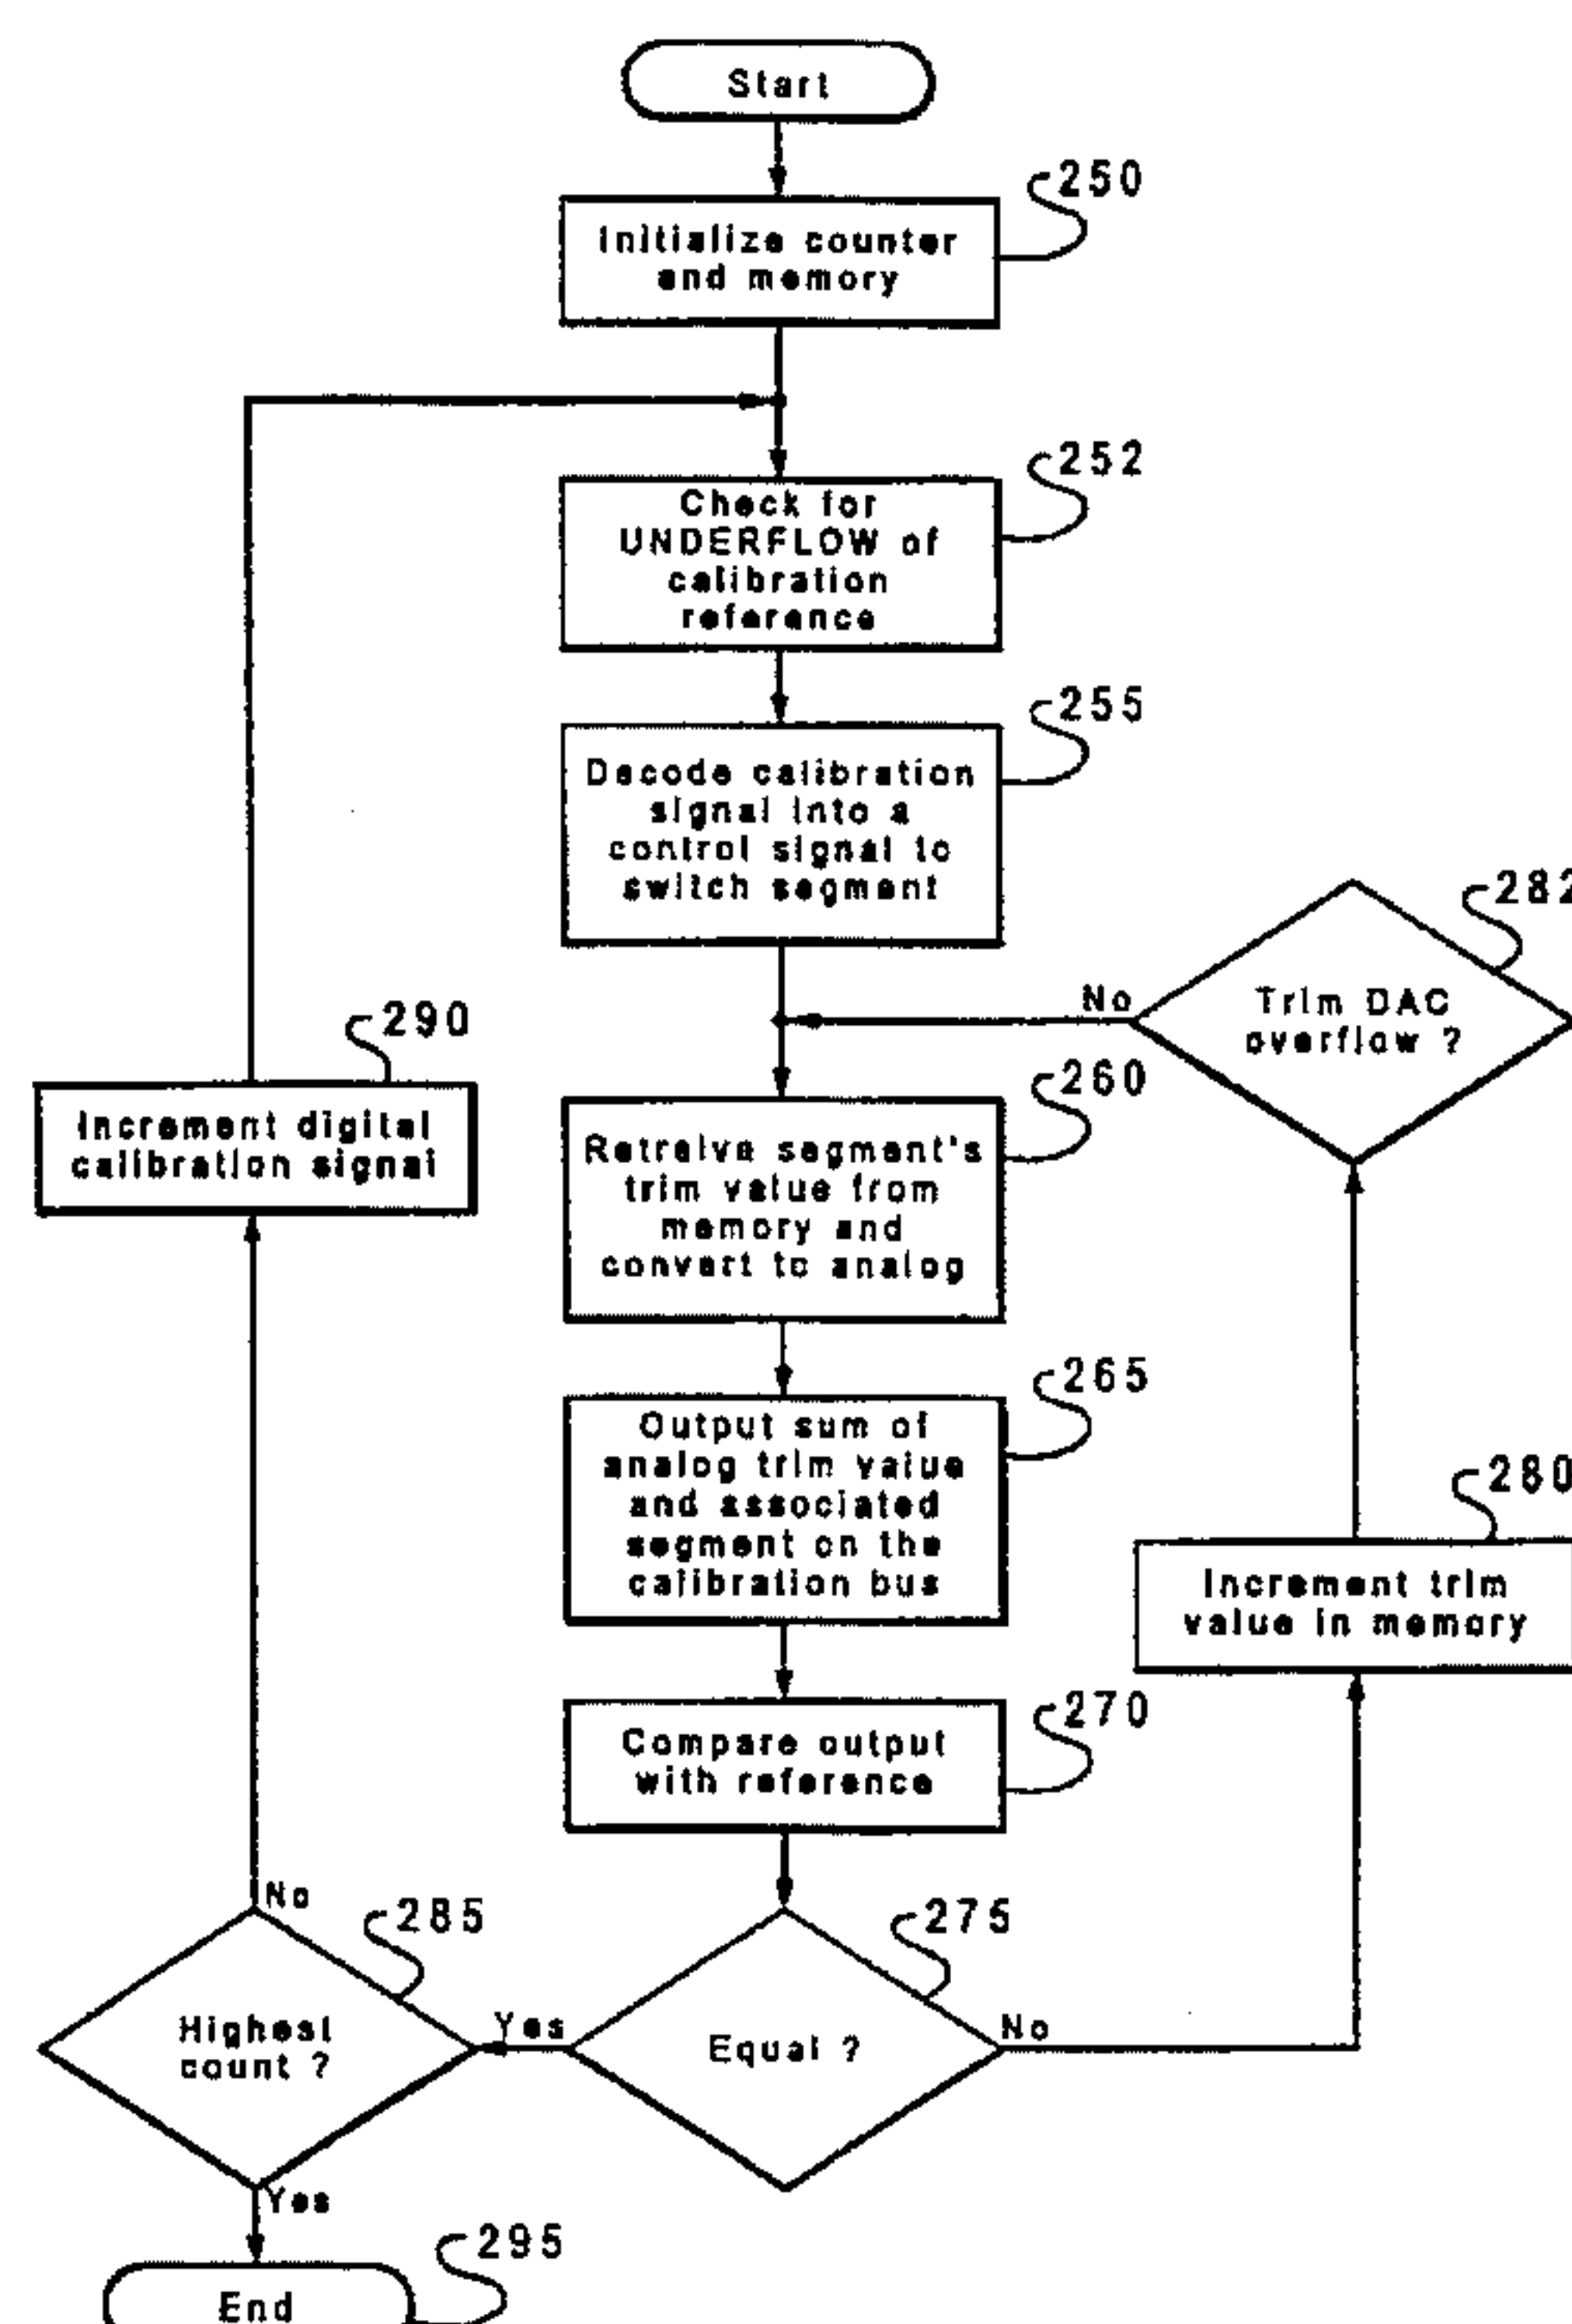 Start
250
Initialize counter
and memory
252
Check for
UNDERFLOW of
calibration
reference
255
Decode calibration
signal into a
control signal to
switch segment
282
Trim DAC
overflow ?
No
290
Increment digital
calibration signal
260
Retreive segment's
trim value from
memory and
convert to analog
265
Output sum of
analog trim value
and associated
segment on the
calibration bus
280
Increment trim
value in memory
270
Compare output
with reference
No
285
Highest
count ?
Yes
275
Equal ?
No
Yes
295
End